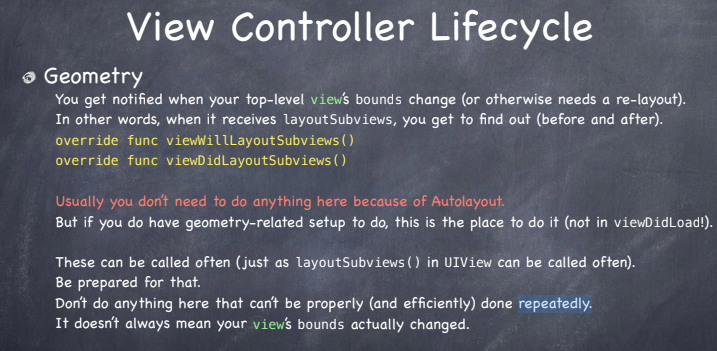 View Controller Lifecycle
Geometry
You get notified when your top-level view's bounds change (or otherwise needs a re-layout).
In other words, when it receives layoutSubviews, you get to find out (before and after).
override func viewWillLayoutSubviews()
override func viewDidLayoutSubviews()
Usually you don't need to do anything here because of Autolayout.
But if you do have geometry-related setup to do, this is the place to do it (not in viewDidLoad!).
These can be called often (just as layoutSubviews() in UIView can be called often).
Be prepared for that.
Don't do anything here that can't be properly (and efficiently) done repeatedly.
It doesn't always mean your view's bounds actually changed.